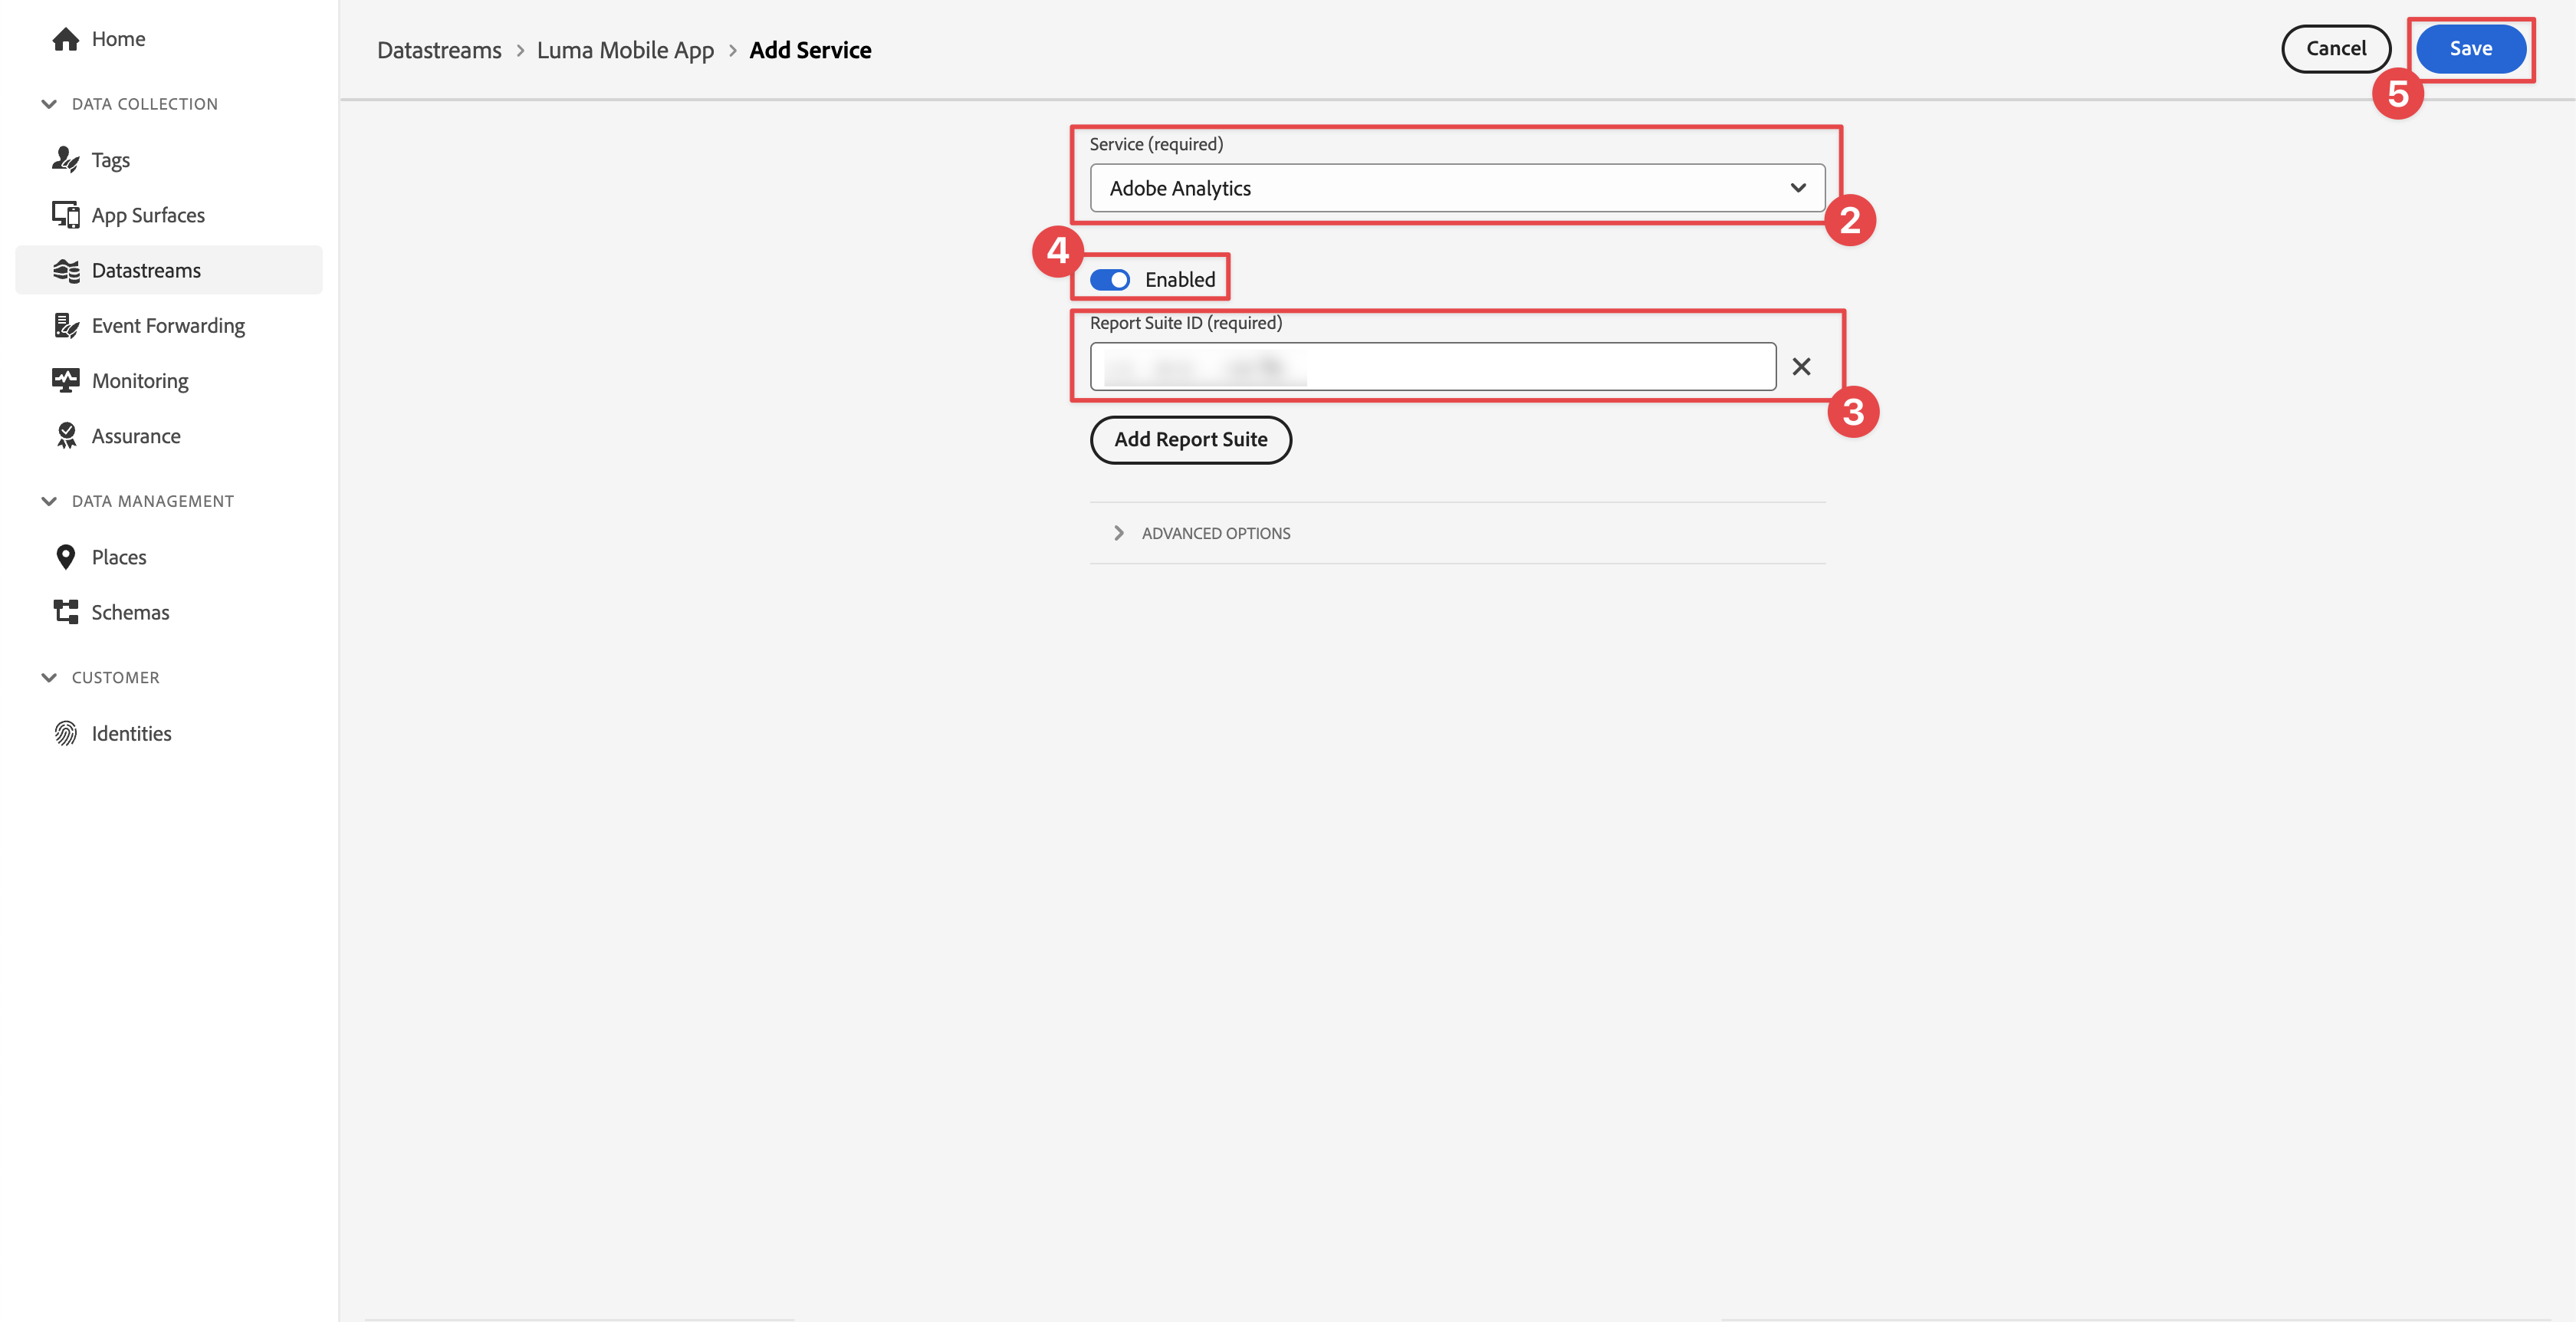 Home
DATA COLLECTION
Tags
App Surfaces
Datastreams
Event Forwarding
Monitoring
Assurance
DATA MANAGEMENT
Places
Schemas
CUSTOMER
Identities
Datastreams > Luma Mobile App > Add Service
Cancel
Save
5
Service (required)
Adobe Analytics
2
4
Enabled
Report Suite ID (required)
3
Add Report Suite
ADVANCED OPTIONS